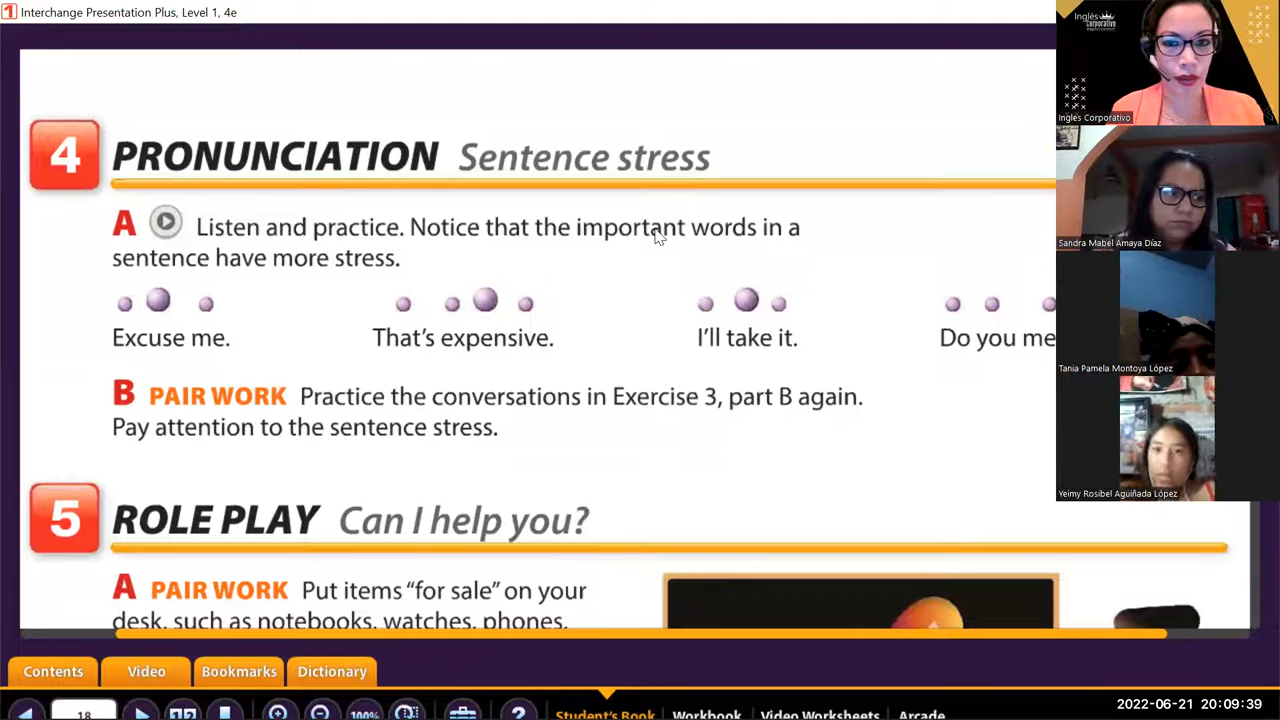 Interchange Presentation Plus, Level 1, 4e
4 PRONUNCIATION Sentence stress
A Listen and practice. Notice that the important words in a
sentence have more stress.
Excuse me. That's expensive. I'll take it. Do you me
B PAIR WORK Practice the conversations in Exercise 3, part B again.
Pay attention to the sentence stress.
5 ROLE PLAY Can I help you?
A PAIR WORK Put items “for sale” on your
desk, such as notebooks, watches, phones,
Contents Video Bookmarks Dictionary
18 100% ? Student's Book Workbook Video Worksheets Arcade
Inglés
Corporativo
Inglés Corporativo
Sandra Mabel Amaya Díaz
Tania Pamela Montoya López
Yeimy Rosibel Aguiñada López
2022-06-21 20:09:39